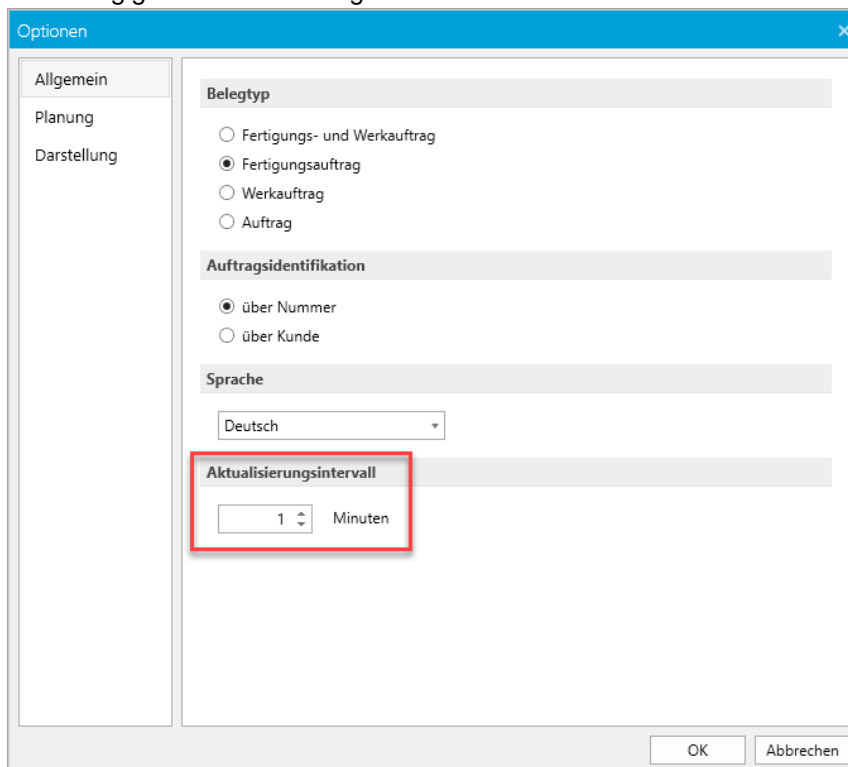 Optionen
Allgemein
Planung
Darstellung
Belegtyp
Fertigungs- und Werkauftrag
Fertigungsauftrag
Werkauftrag
Auftrag
Auftragsidentifikation
über Nummer
über Kunde
Sprache
Deutsch
Aktualisierungsintervall
1 Minuten
OK Abbrechen